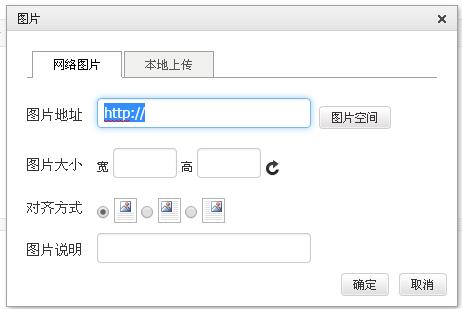 图片
网络图片 本地上传
图片地址 http:// 图片空间
图片大小 宽 高
对齐方式
图片说明
确定 取消